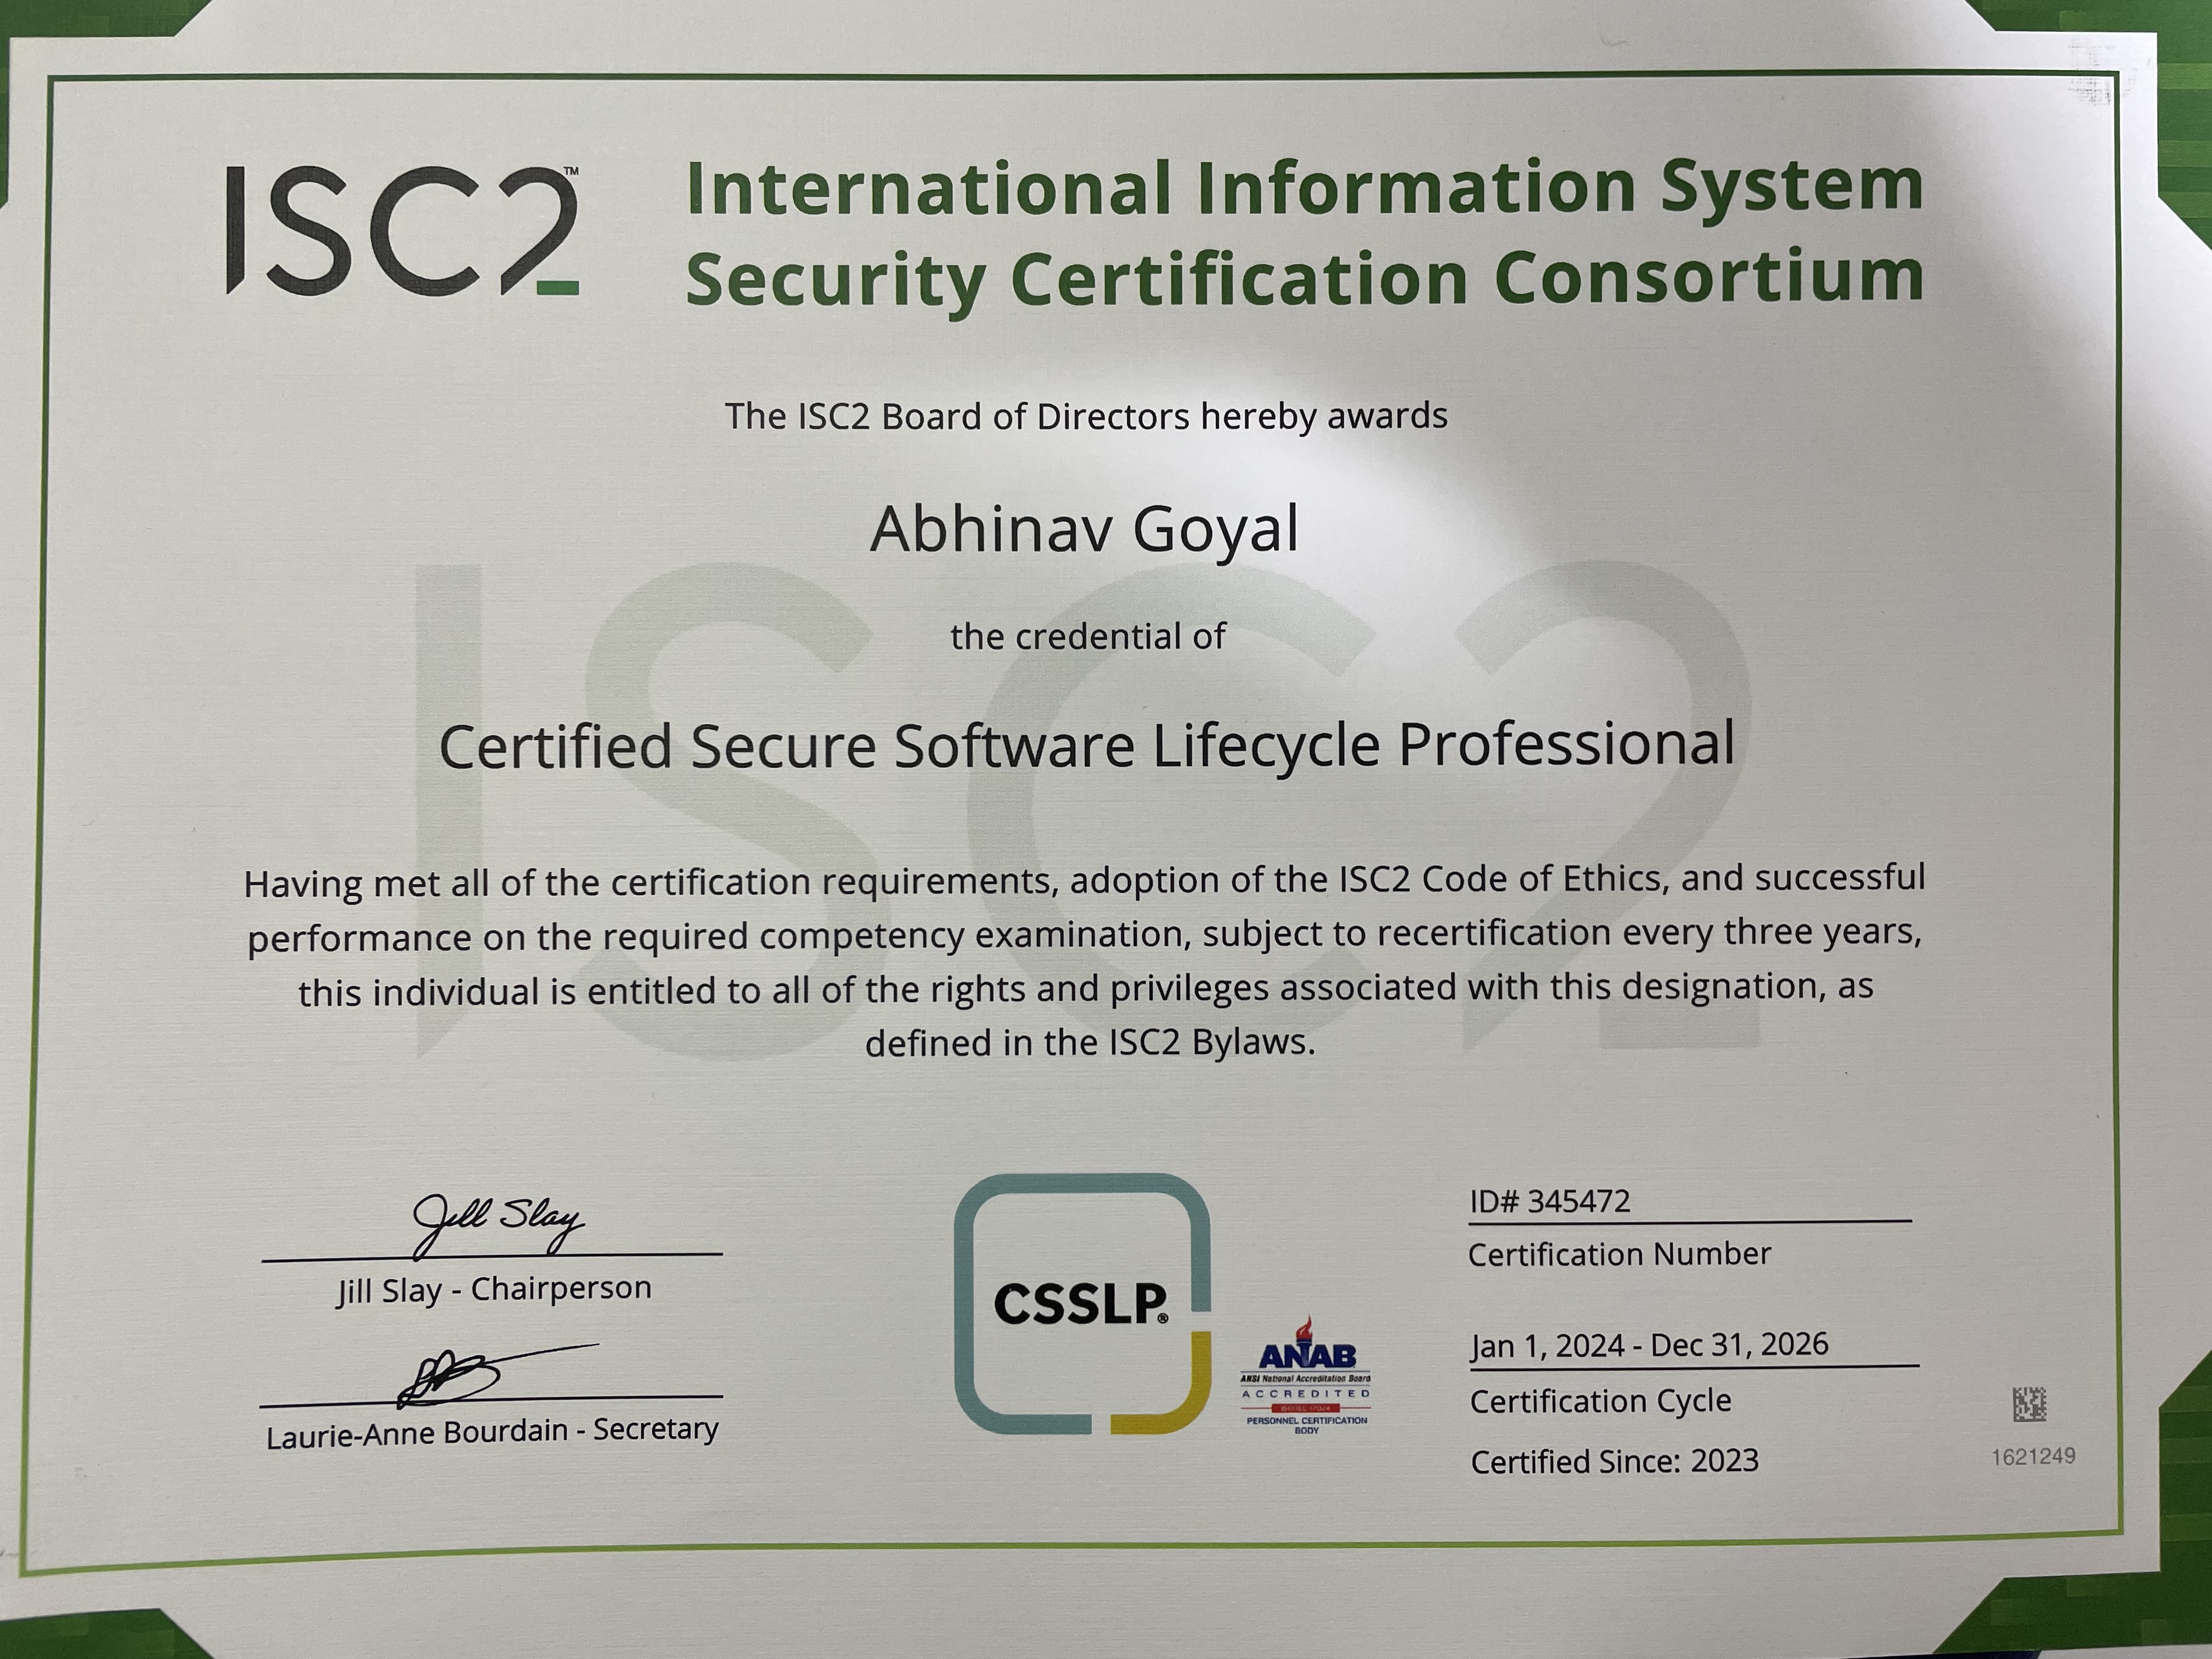 ISC2™
International Information System
Security Certification Consortium
The ISC2 Board of Directors hereby awards
Abhinav Goyal
the credential of
Certified Secure Software Lifecycle Professional
Having met all of the certification requirements, adoption of the ISC2 Code of Ethics, and successful
performance on the required competency examination, subject to recertification every three years,
this individual is entitled to all of the rights and privileges associated with this designation, as
defined in the ISC2 Bylaws.
Jill Slay
Jill Slay - Chairperson
Laurie-Anne Bourdain - Secretary
CSSLP®
ANAB
ANSI National Accreditation Board
ACCREDITED
ISO/IEC 17024
PERSONNEL CERTIFICATION
BODY
ID# 345472
Certification Number
Jan 1, 2024 - Dec 31, 2026
Certification Cycle
Certified Since: 2023
1621249